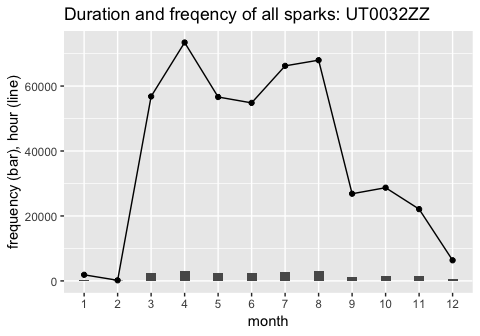 Duration and freqency of all sparks: UT0032ZZ
frequency (bar), hour (line)
60000
40000
20000
0
1 2 3 4 5 6 7 8 9 10 11 12
month